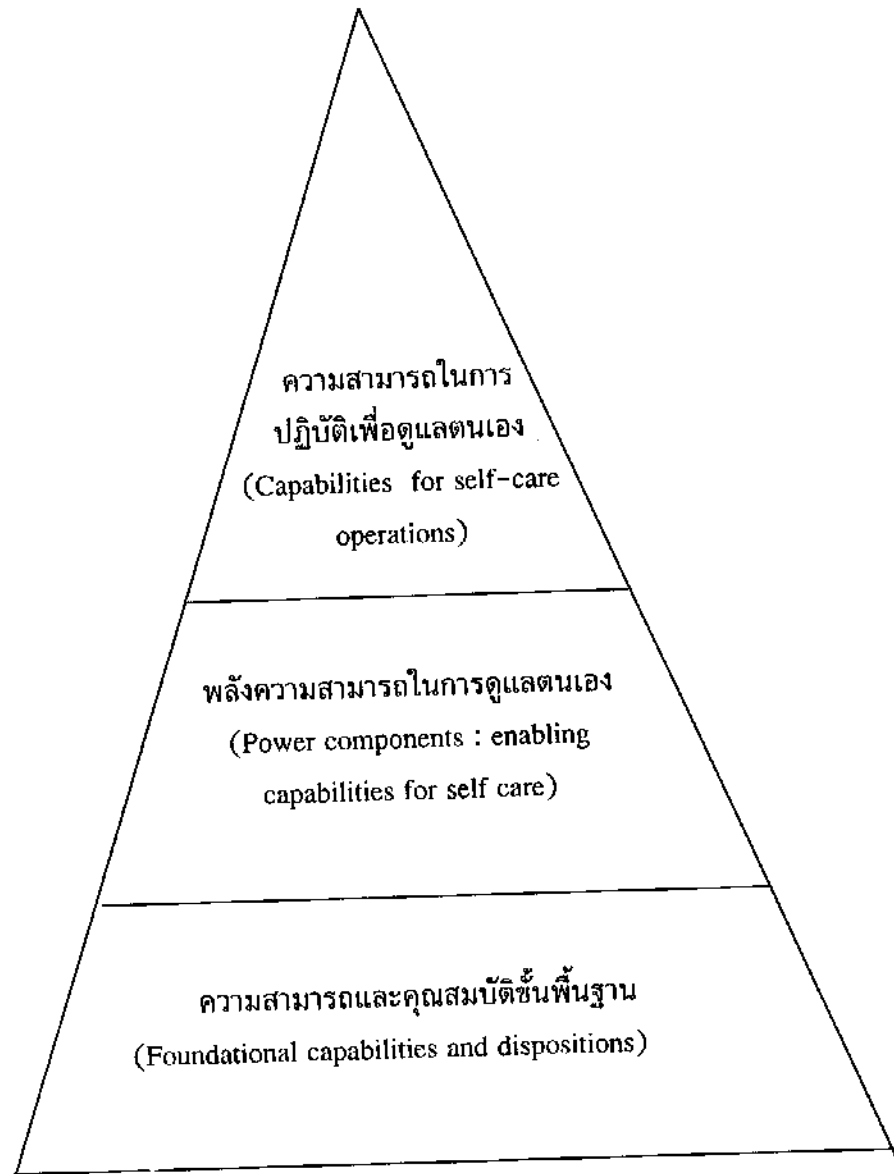 ความสามารถในการ
ปฏิบัติเพื่อดูแลตนเอง
(Capabilities for self-care
operations)
พลังความสามารถในการดูแลตนเอง
(Power components : enabling
capabilities for self care)
ความสามารถและคุณสมบัติขั้นพื้นฐาน
(Foundational capabilities and dispositions)